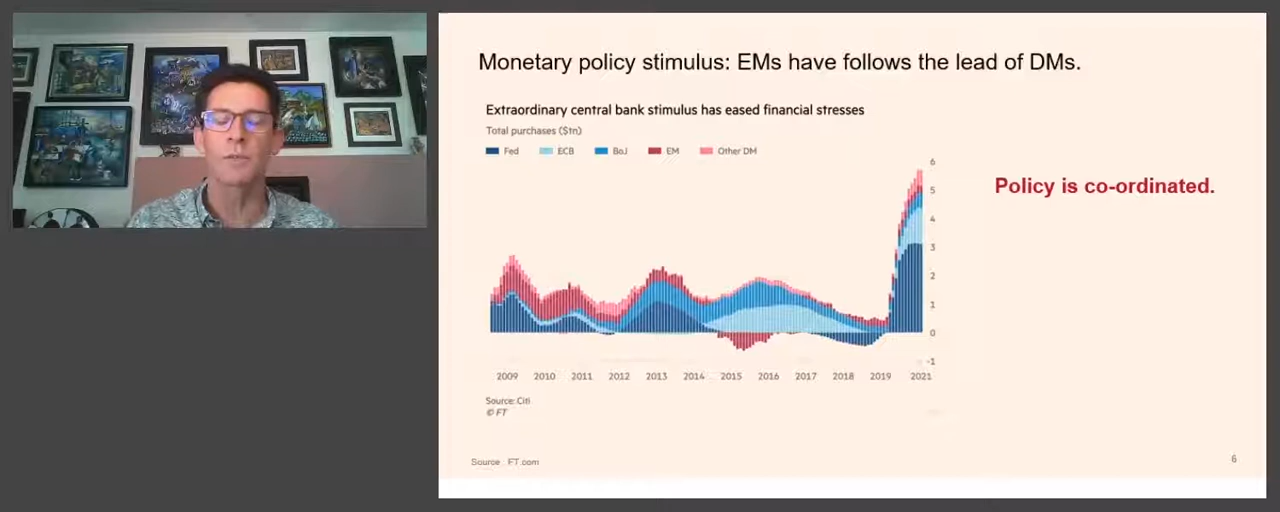 Monetary policy stimulus: EMs have follows the lead of DMs.
Extraordinary central bank stimulus has eased financial stresses
Total purchases ($tn)
Fed ECB BoJ EM Other DM
6
Policy is co-ordinated.
5
4
3
2
1
0
-1
2009 2010 2011 2012 2013 2014 2015 2016 2017 2018 2019 2021
Source: Citi
© FT
Source FT.com
6